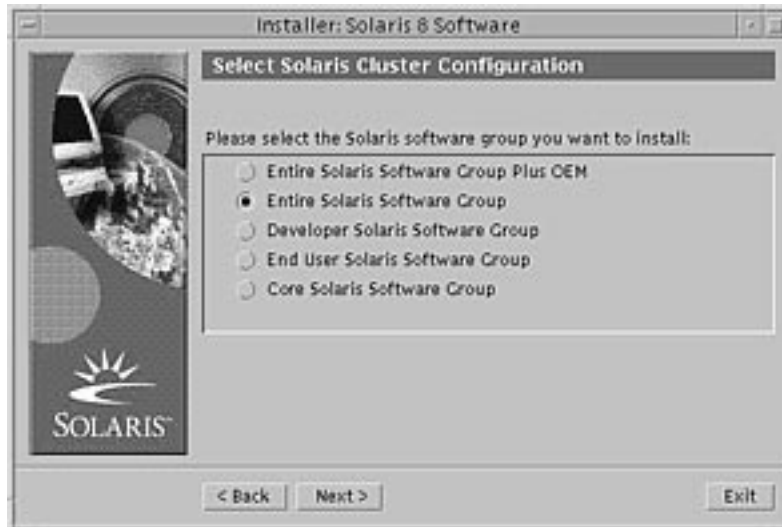 Installer: Solaris 8 Software
Select Solaris Cluster Configuration
Please select the Solaris software group you want to install:
Entire Solaris Software Group Plus OEM
Entire Solaris Software Group
Developer Solaris Software Group
End User Solaris Software Group
Core Solaris Software Group
SOLARIS™
< Back
Next >
Exit